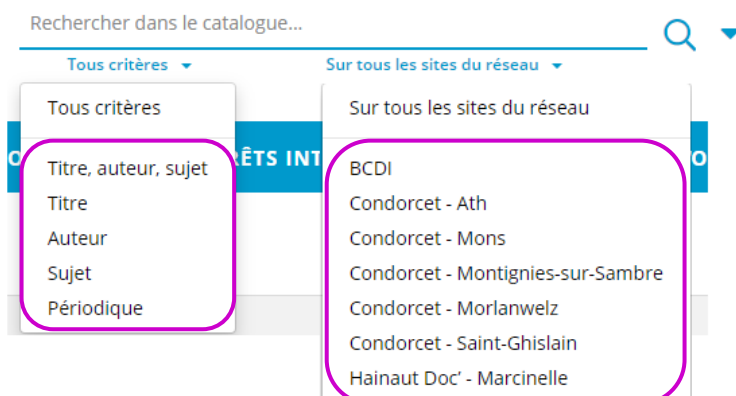 Rechercher dans le catalogue...
Tous critères
Sur tous les sites du réseau
Tous critères
Titre, auteur, sujet
Titre
Auteur
Sujet
Périodique
Sur tous les sites du réseau
BCDI
Condorcet - Ath
Condorcet - Mons
Condorcet - Montignies-sur-Sambre
Condorcet - Morlanwelz
Condorcet - Saint-Ghislain
Hainaut Doc’ - Marcinelle
RÊTS INT